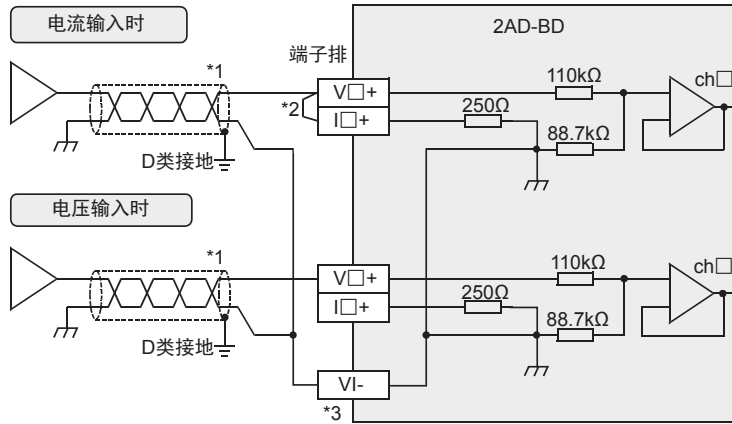 电流输入时
2AD-BD
*1
端子排
V□+
110kΩ
ch□
*2
I□+
250Ω
88.7kΩ
D类接地
电压输入时
*1
V□+
110kΩ
ch□
I□+
250Ω
88.7kΩ
D类接地
VI-
*3